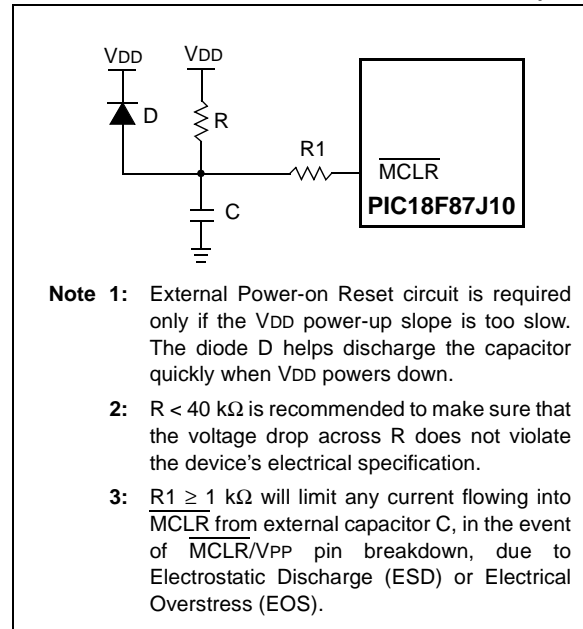 VDD
VDD
D
R
R1
MCLR
C
PIC18F87J10
Note 1: External Power-on Reset circuit is required
only if the VDD power-up slope is too slow.
The diode D helps discharge the capacitor
quickly when VDD powers down.
2: R < 40 kΩ is recommended to make sure that
the voltage drop across R does not violate
the device's electrical specification.
3: R1 ≥ 1 kΩ will limit any current flowing into
MCLR from external capacitor C, in the event
of MCLR/VPP pin breakdown, due to
Electrostatic Discharge (ESD) or Electrical
Overstress (EOS).